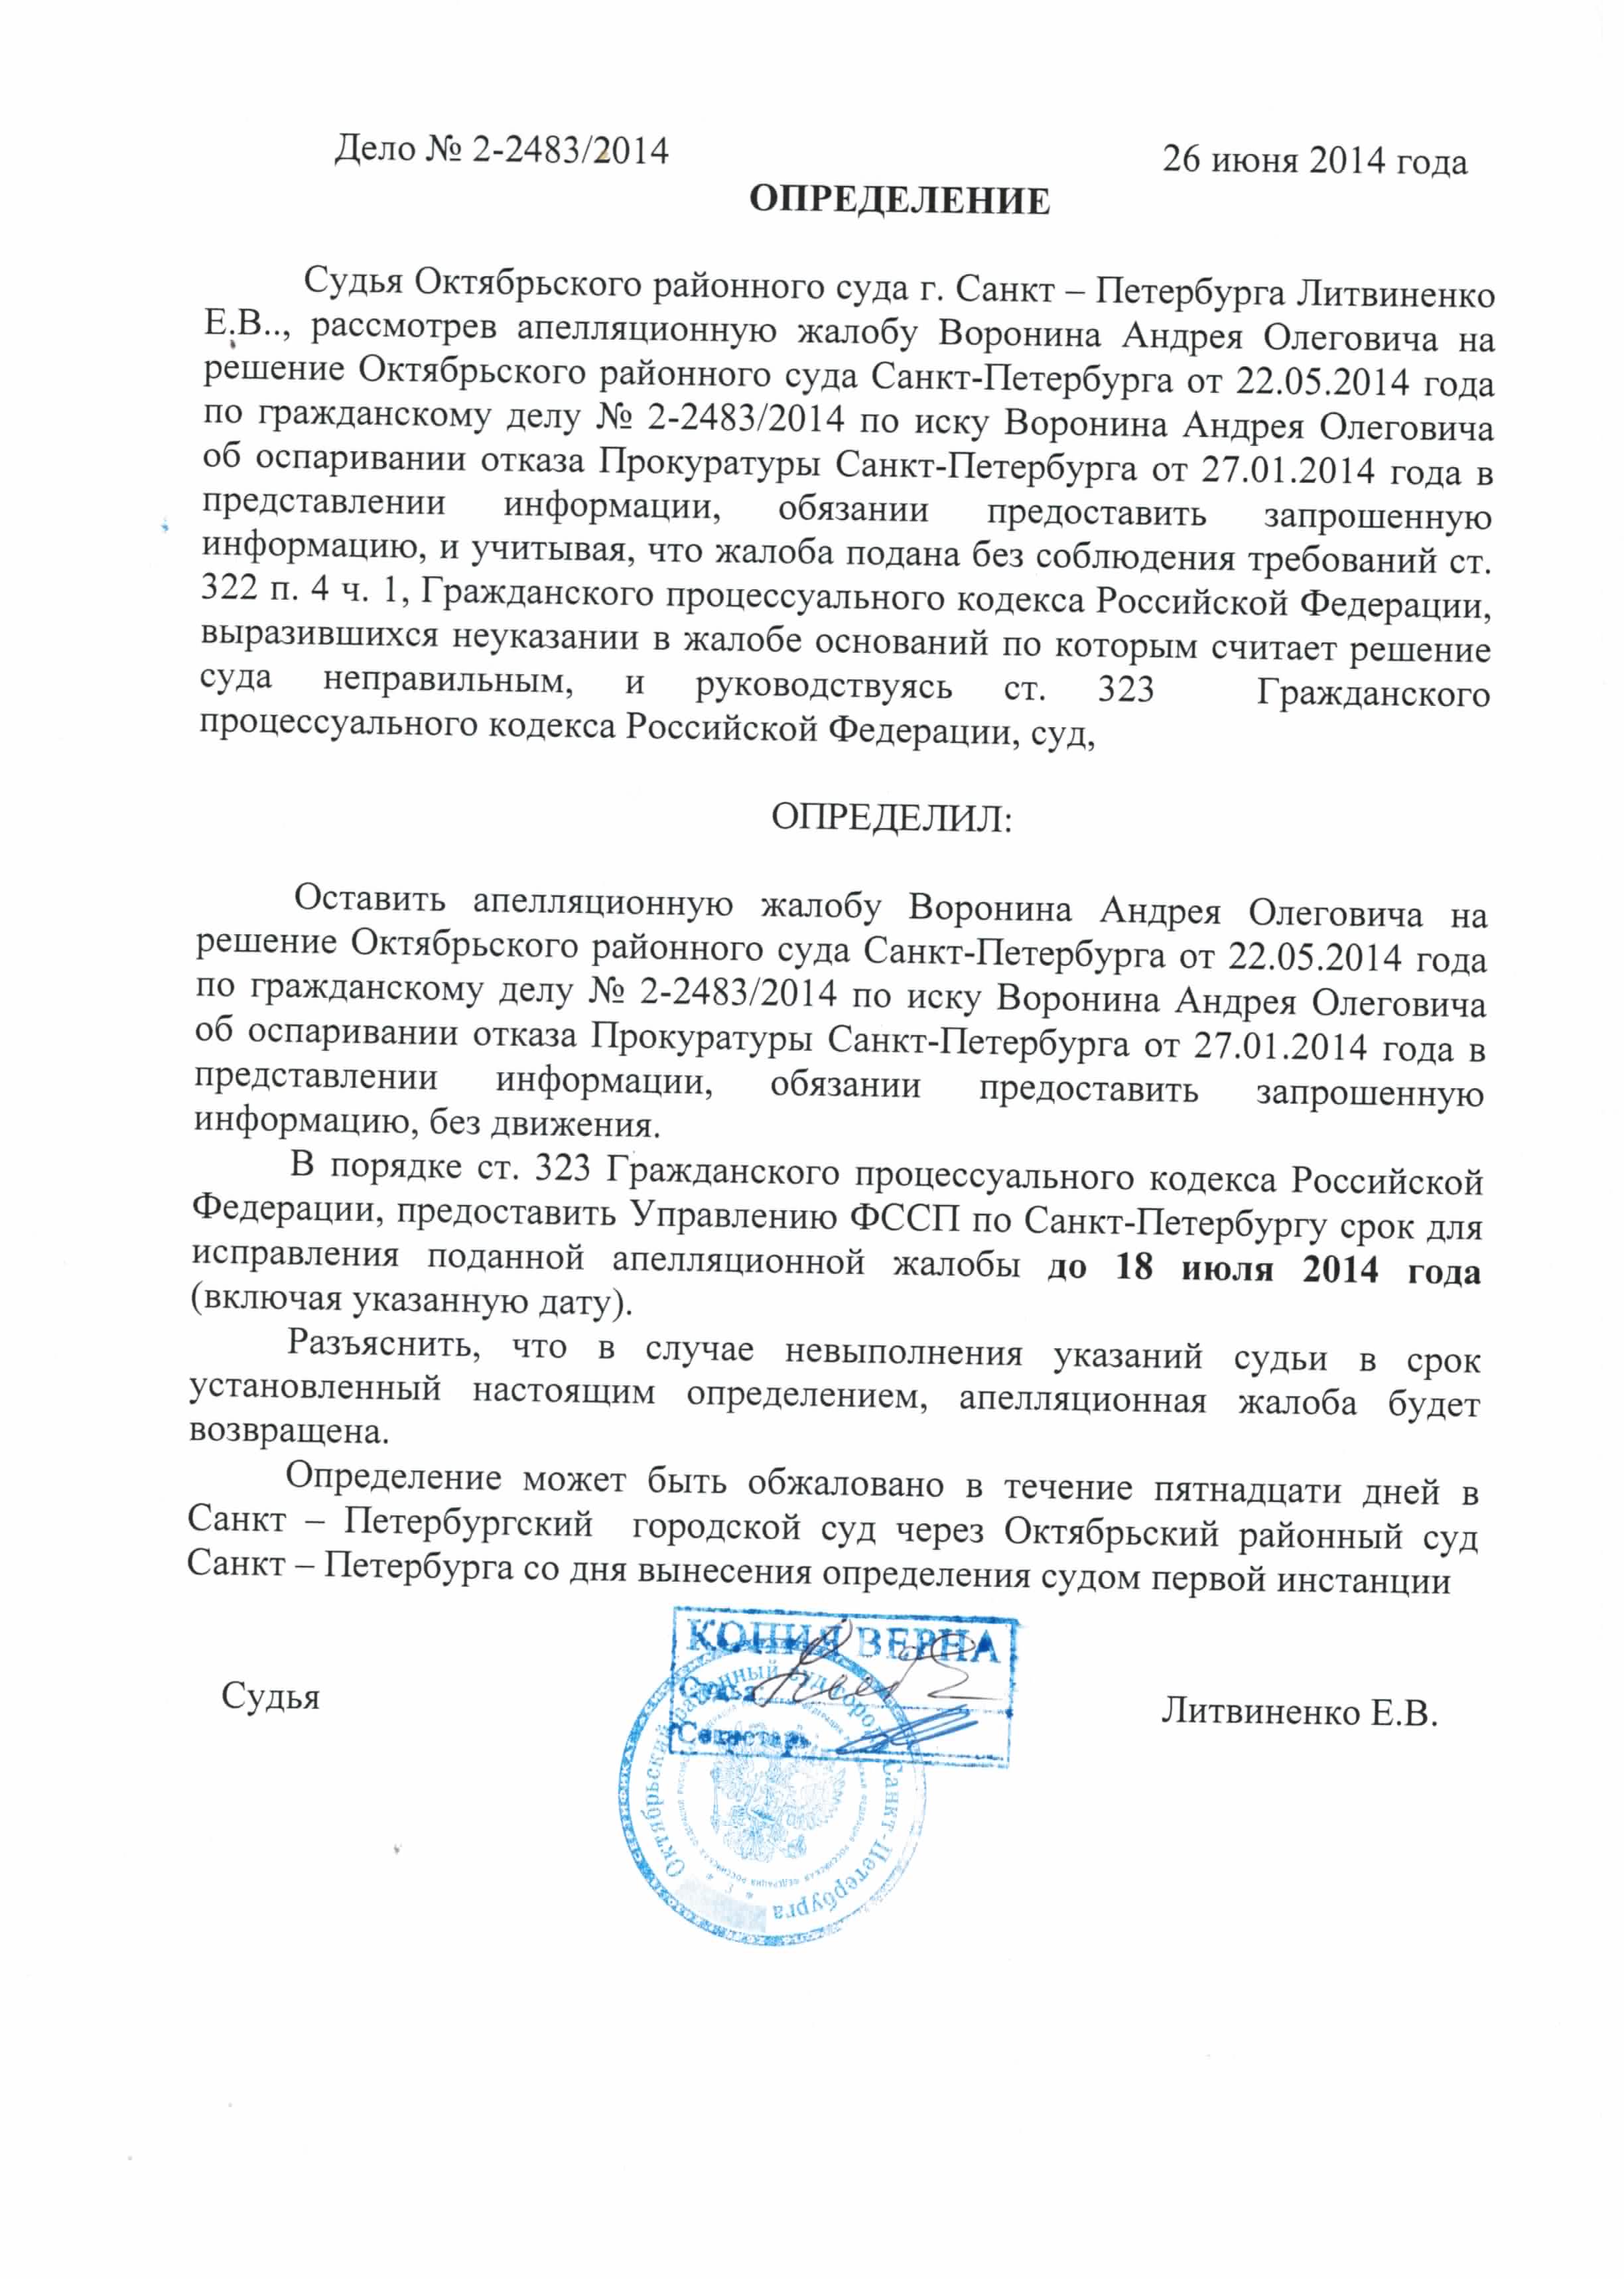 Дело № 2-2483/2014
26 июня 2014 года
ОПРЕДЕЛЕНИЕ
Судья Октябрьского районного суда г. Санкт – Петербурга Литвиненко
Е.В.., рассмотрев апелляционную жалобу Воронина Андрея Олеговича на
решение Октябрьского районного суда Санкт-Петербурга от 22.05.2014 года
по гражданскому делу № 2-2483/2014 по иску Воронина Андрея Олеговича
об оспаривании отказа Прокуратуры Санкт-Петербурга от 27.01.2014 года в
представлении информации, обязании предоставить запрошенную
информацию, и учитывая, что жалоба подана без соблюдения требований ст.
322 п. 4 ч. 1, Гражданского процессуального кодекса Российской Федерации,
выразившихся неуказании в жалобе оснований по которым считает решение
суда неправильным, и руководствуясь ст. 323 Гражданского
процессуального кодекса Российской Федерации, суд,
ОПРЕДЕЛИЛ:
Оставить апелляционную жалобу Воронина Андрея Олеговича на
решение Октябрьского районного суда Санкт-Петербурга от 22.05.2014 года
по гражданскому делу № 2-2483/2014 по иску Воронина Андрея Олеговича
об оспаривании отказа Прокуратуры Санкт-Петербурга от 27.01.2014 года в
представлении информации, обязании предоставить запрошенную
информацию, без движения.
В порядке ст. 323 Гражданского процессуального кодекса Российской
Федерации, предоставить Управлению ФССП по Санкт-Петербургу срок для
исправления поданной апелляционной жалобы до 18 июля 2014 года
(включая указанную дату).
Разъяснить, что в случае невыполнения указаний судьи в срок
установленный настоящим определением, апелляционная жалоба будет
возвращена.
Определение может быть обжаловано в течение пятнадцати дней в
Санкт – Петербургский городской суд через Октябрьский районный суд
Санкт – Петербурга со дня вынесения определения судом первой инстанции
КОПИЯ ВЕРНА
Судья
Секретарь
Судья
Литвиненко Е.В.
Октябрьский районный суд города Санкт-Петербурга